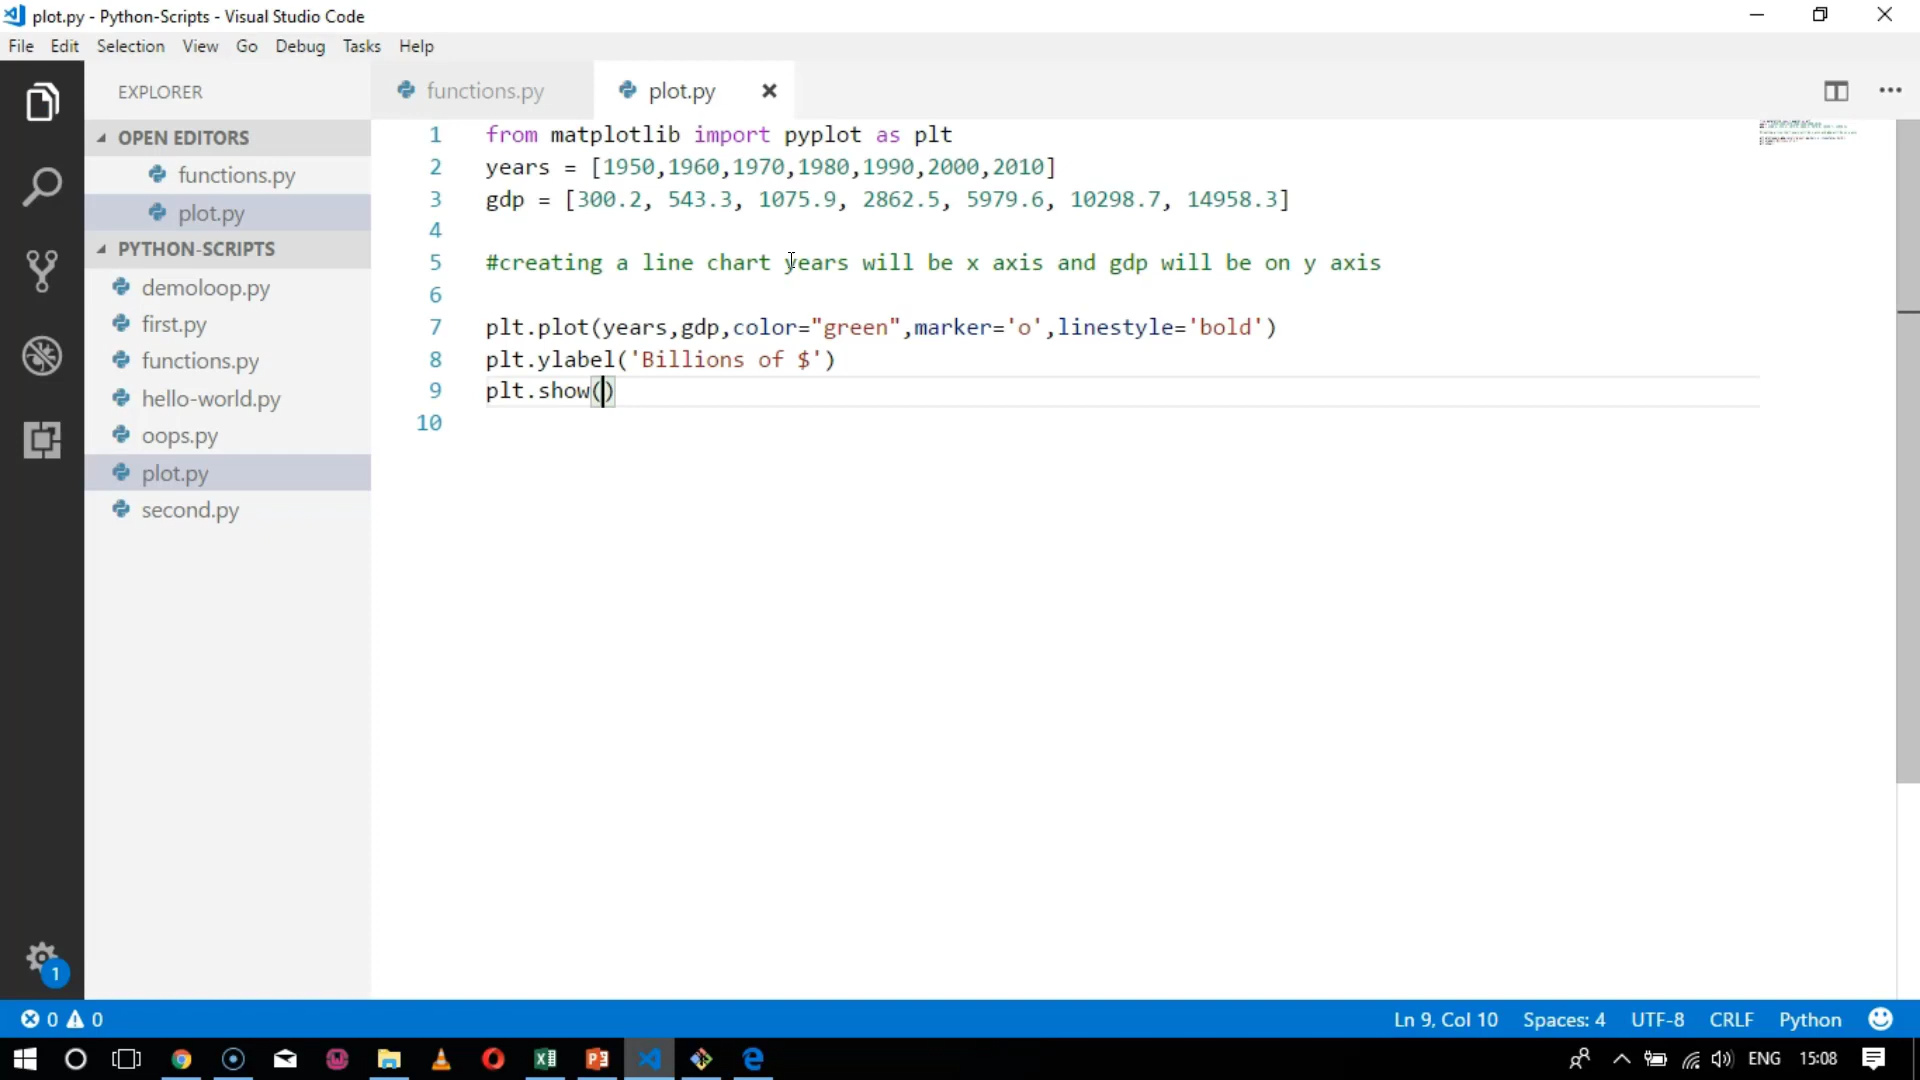 plot.py - Python-Scripts - Visual Studio Code
File Edit Selection View Go Debug Tasks Help
EXPLORER
OPEN EDITORS
functions.py
plot.py
PYTHON-SCRIPTS
demoloop.py
first.py
functions.py
hello-world.py
oops.py
plot.py
second.py
1
functions.py plot.py
1 from matplotlib import pyplot as plt
2 years = [1950,1960,1970,1980,1990,2000,2010]
3 gdp = [300.2, 543.3, 1075.9, 2862.5, 5979.6, 10298.7, 14958.3]
4
5 #creating a line chart years will be x axis and gdp will be on y axis
6
7 plt.plot(years,gdp,color="green",marker='o',linestyle='bold')
8 plt.ylabel('Billions of $')
9 plt.show()
10
0 0 Ln 9, Col 10 Spaces: 4 UTF-8 CRLF Python
ENG 15:08